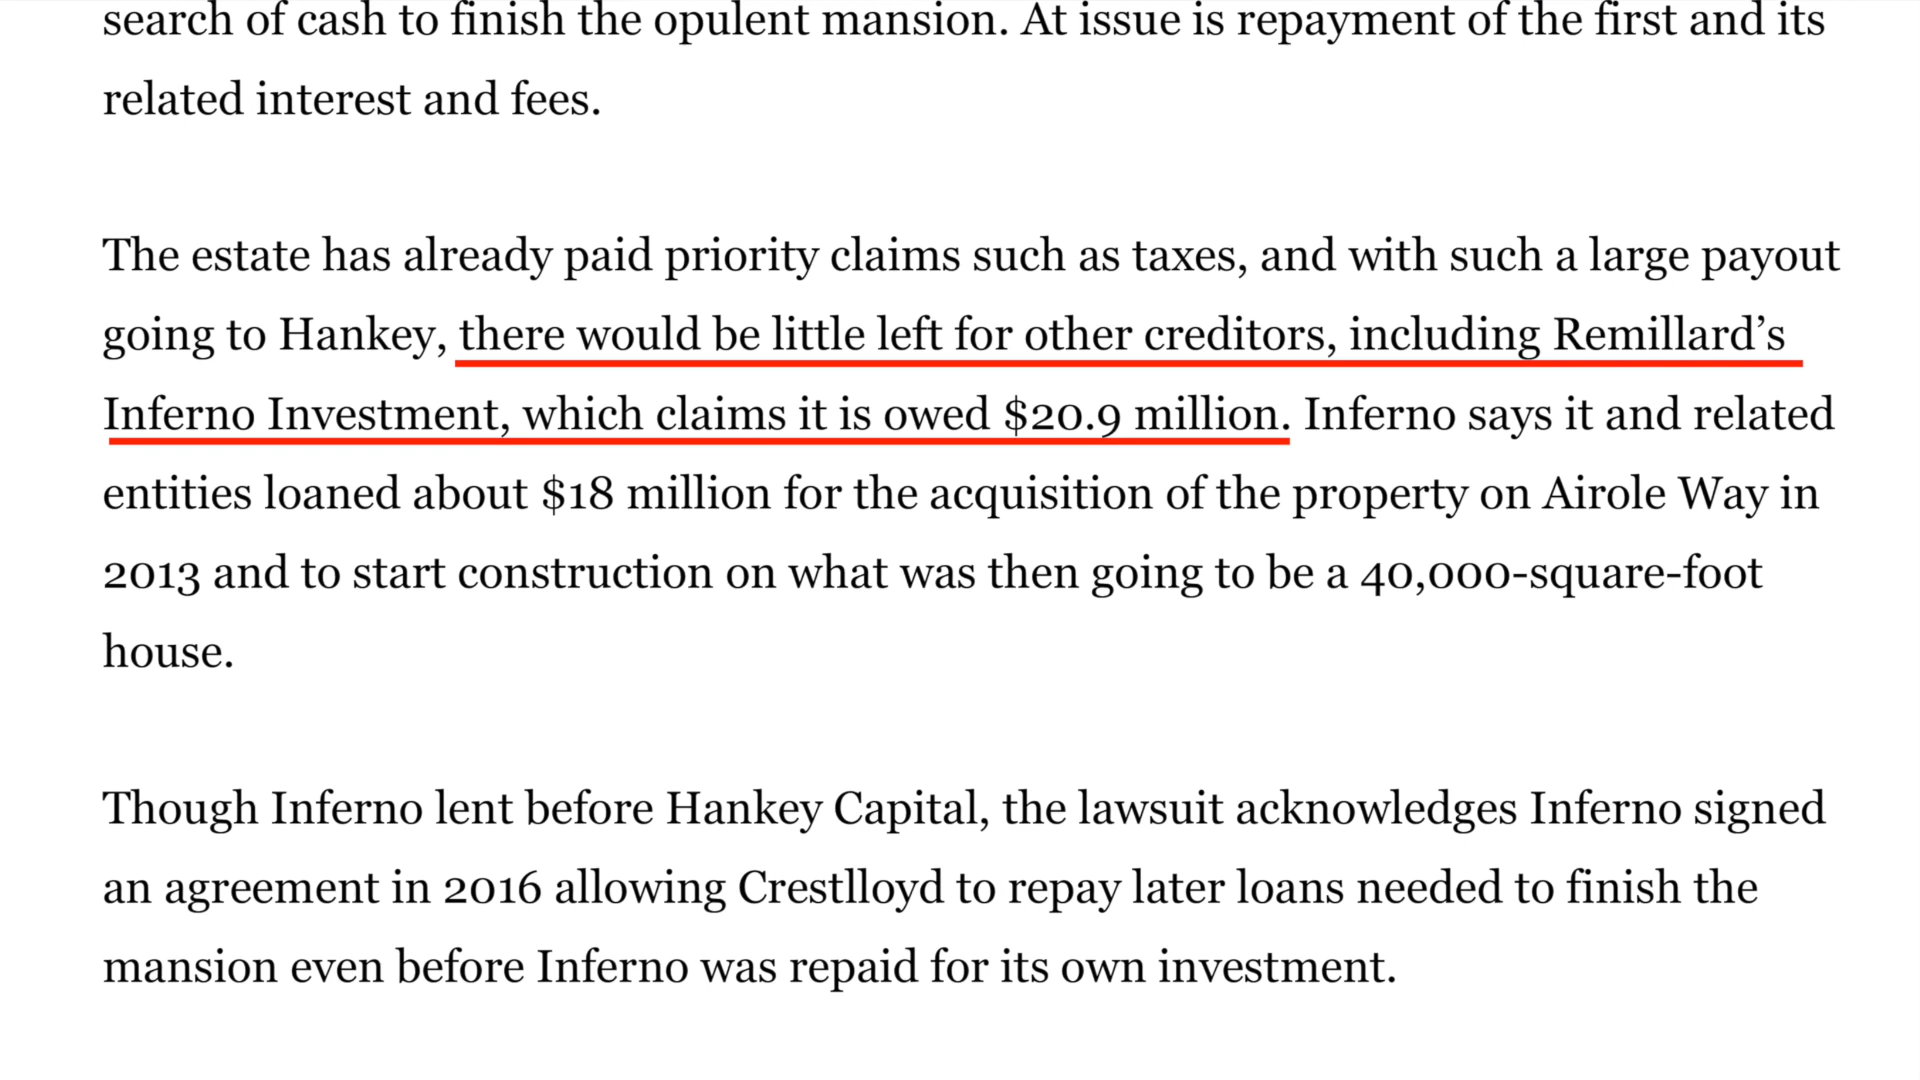 search of cash to finish the opulent mansion. At issue is repayment of the first and its
related interest and fees.
The estate has already paid priority claims such as taxes, and with such a large payout
going to Hankey, there would be little left for other creditors, including Remillard’s
Inferno Investment, which claims it is owed $20.9 million. Inferno says it and related
entities loaned about $18 million for the acquisition of the property on Airole Way in
2013 and to start construction on what was then going to be a 40,000-square-foot
house.
Though Inferno lent before Hankey Capital, the lawsuit acknowledges Inferno signed
an agreement in 2016 allowing Crestlloyd to repay later loans needed to finish the
mansion even before Inferno was repaid for its own investment.